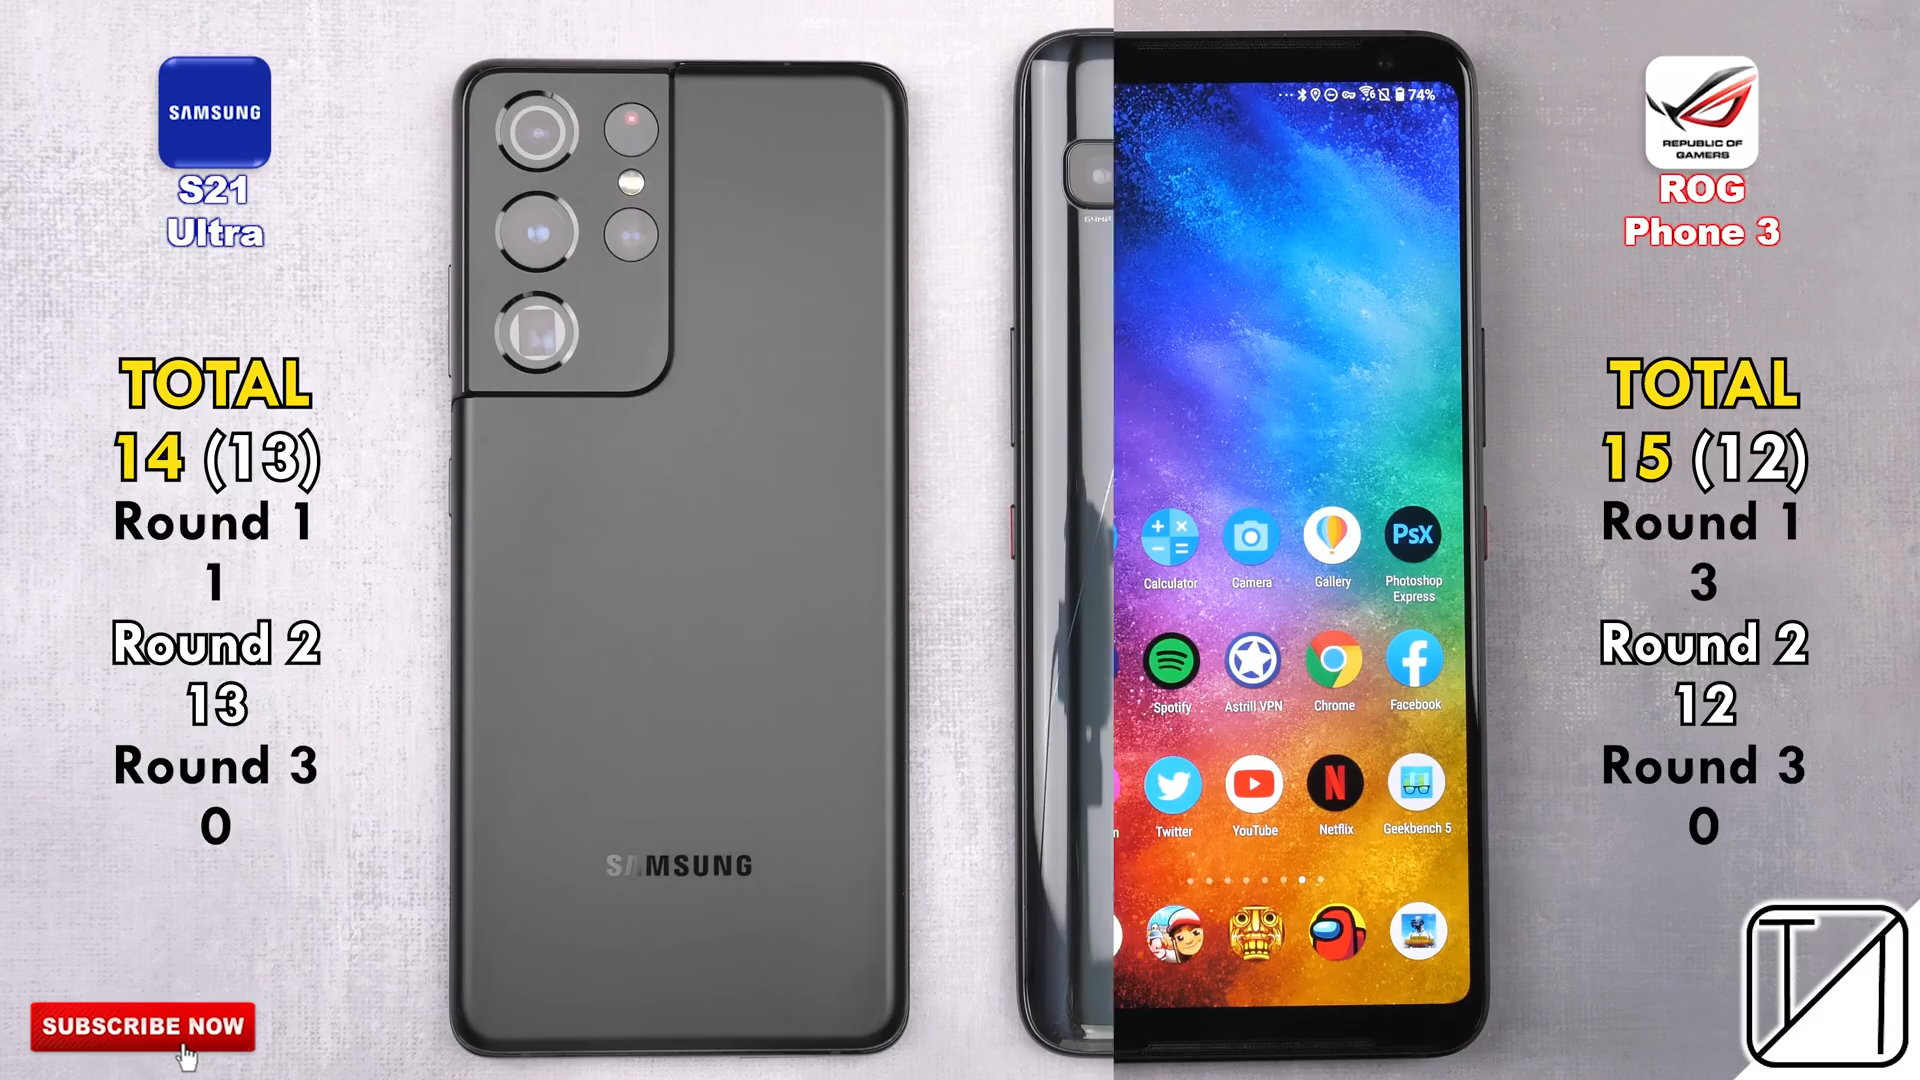 SAMSUNG
S21
Ultra
TOTAL
14 (13)
Round 1
1
Round 2
13
Round 3
0
SUBSCRIBE NOW
SAMSUNG
74%
Calculator
Camera
Gallery
PsX
Photoshop
Express
Spotify
Astrill VPN
Chrome
Facebook
Twitter
YouTube
Netflix
Geekbench 5
REPUBLIC OF
GAMERS
ROG
Phone 3
TOTAL
15 (12)
Round 1
3
Round 2
12
Round 3
0